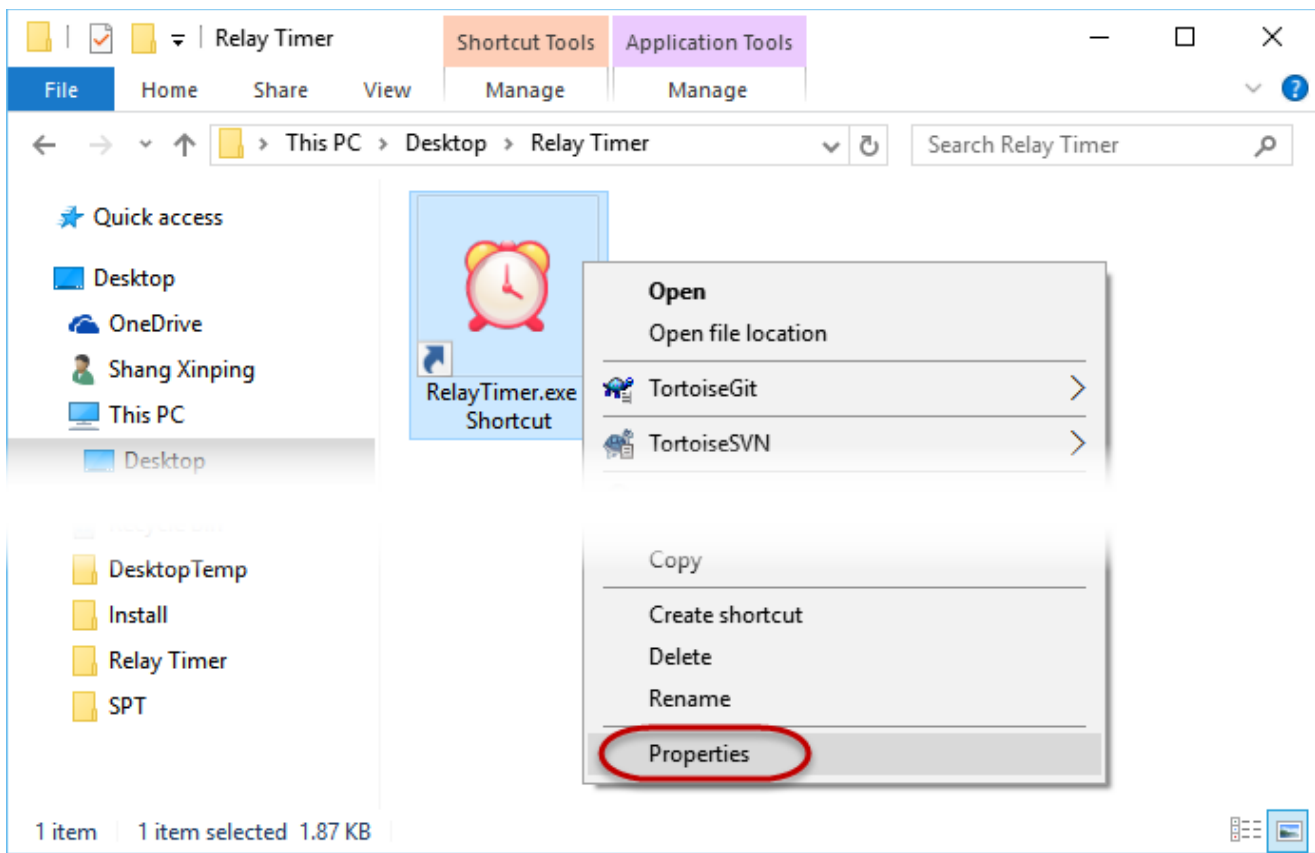 Relay Timer
Shortcut Tools
Application Tools
File
Home
Share
View
Manage
Manage
This PC > Desktop > Relay Timer
Search Relay Timer
Quick access
Desktop
OneDrive
Shang Xinping
This PC
Desktop
DesktopTemp
Install
Relay Timer
SPT
RelayTimer.exe
Shortcut
Open
Open file location
TortoiseGit
TortoiseSVN
Copy
Create shortcut
Delete
Rename
Properties
1 item
1 item selected 1.87 KB